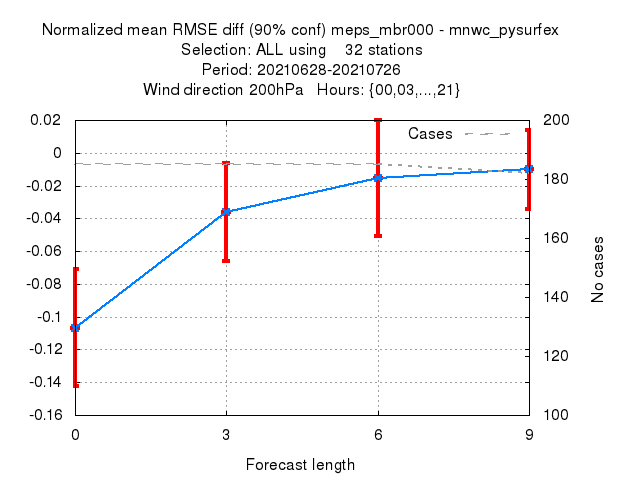 Normalized mean RMSE diff (90% conf) meps_mbr000 - mnwc_pysurfex
Selection: ALL using    32 stations
Period: 20210628-20210726
Wind direction 200hPa   Hours: {00,03,...,21}
0.02
0
-0.02
-0.04
-0.06
-0.08
-0.1
-0.12
-0.14
-0.16
Cases
200
180
160
140
120
100
No cases
0 3 6 9
Forecast length